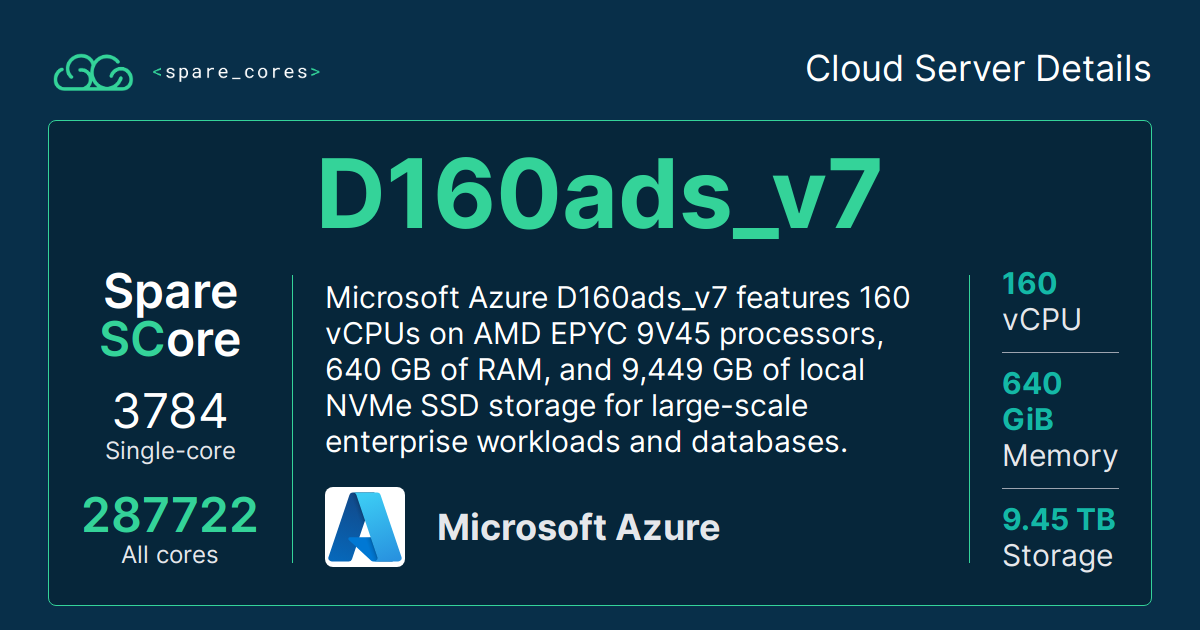 <spare_cores>
Cloud Server Details
D160ads_v7
Spare
SCore
3784
Single-core
287722
All cores
Microsoft Azure D160ads_v7 features 160
vCPUs on AMD EPYC 9V45 processors,
640 GB of RAM, and 9,449 GB of local
NVMe SSD storage for large-scale
enterprise workloads and databases.
Microsoft Azure
160
vCPU
640
GiB
Memory
9.45 TB
Storage